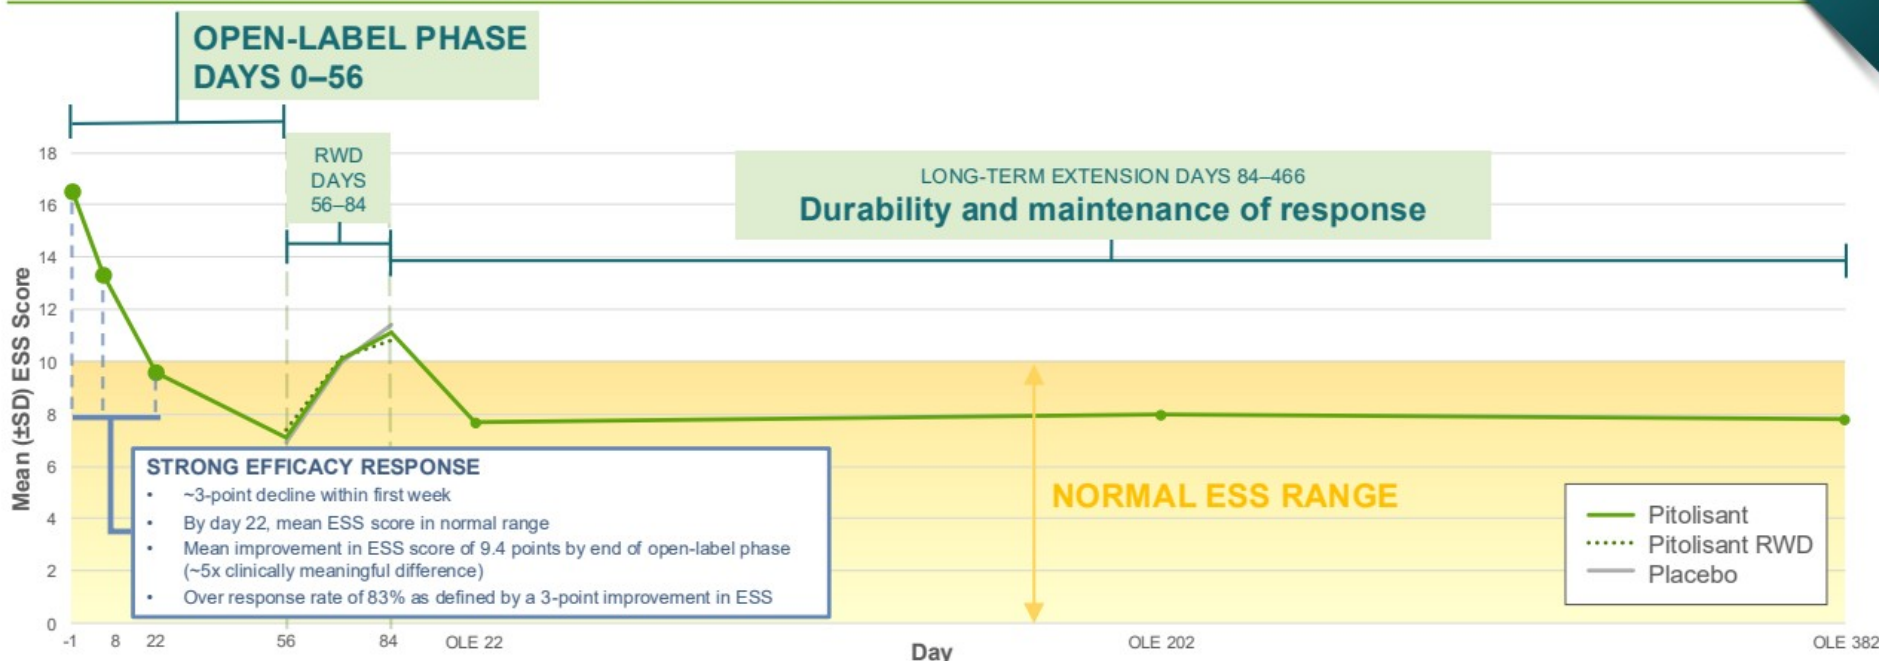 OPEN-LABEL PHASE
DAYS 0–56
RWD
DAYS
56–84
LONG-TERM EXTENSION DAYS 84–466
Durability and maintenance of response
Mean (±SD) ESS Score
18
16
14
12
10
8
6
4
2
0
STRONG EFFICACY RESPONSE
• ~3-point decline within first week
• By day 22, mean ESS score in normal range
• Mean improvement in ESS score of 9.4 points by end of open-label phase
(~5x clinically meaningful difference)
• Over response rate of 83% as defined by a 3-point improvement in ESS
NORMAL ESS RANGE
Pitolisant
Pitolisant RWD
Placebo
-1 8 22 56 84 OLE 22 OLE 202 OLE 382
Day